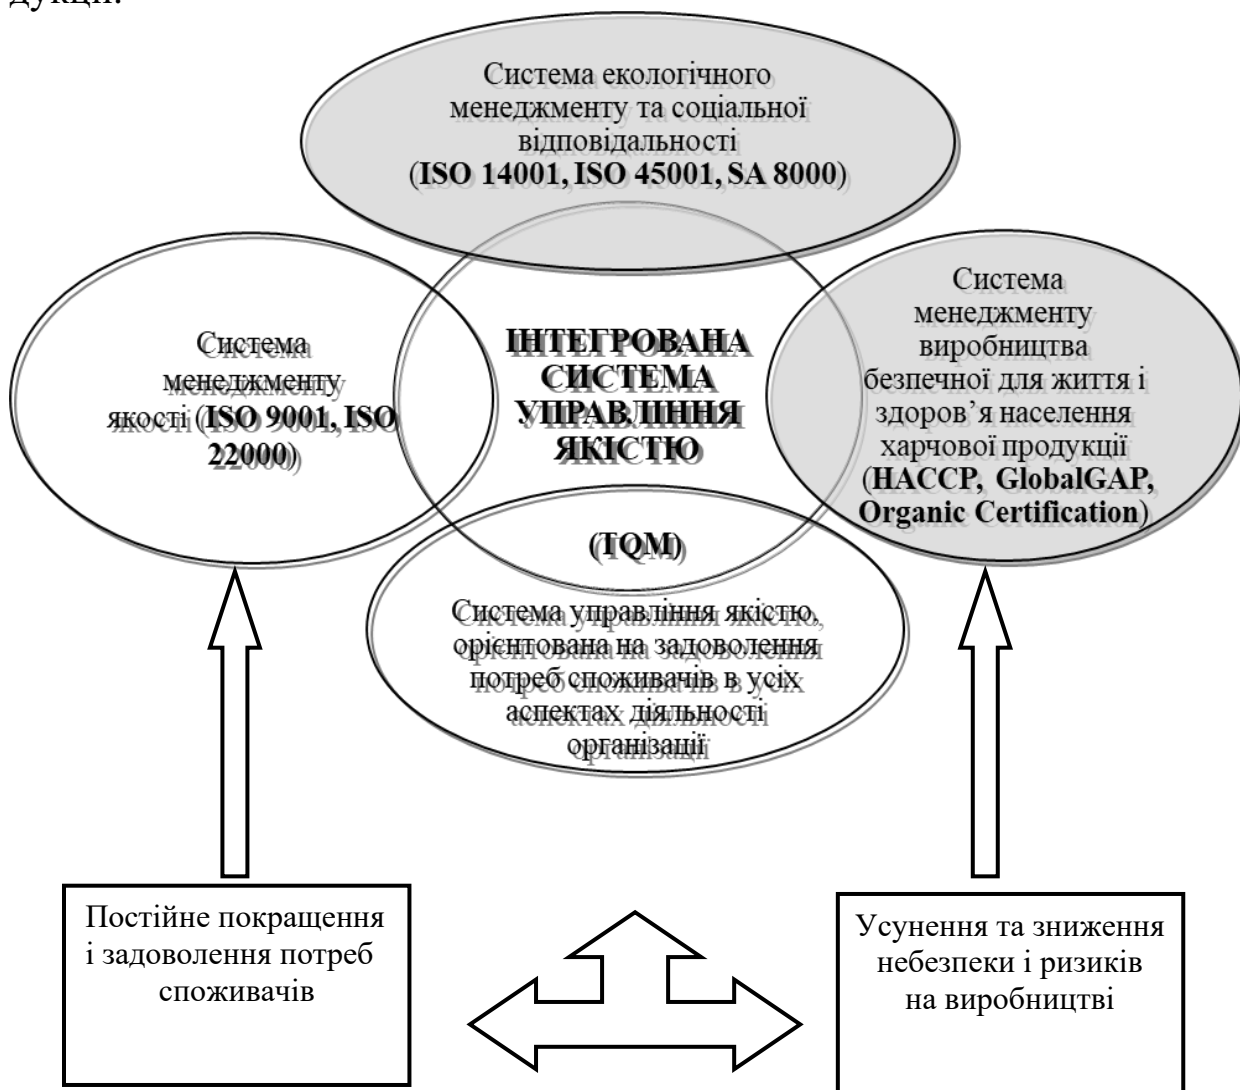 дукції.
Система екологічного
менеджменту та соціальної
відповідальності
(ISO 14001, ISO 45001, SA 8000)
Система
менеджменту
якості (ISO 9001, ISO
22000)
ІНТЕГРОВАНА
СИСТЕМА
УПРАВЛІННЯ
ЯКІСТЮ
Система
менеджменту
виробництва
безпечної для життя і
здоров’я населення
харчової продукції
(HACCP, GlobalGAP,
Organic Certification)
(TQM)
Система управління якістю,
орієнтована на задоволення
потреб споживачів в усіх
аспектах діяльності
організації
Постійне покращення
і задоволення потреб
споживачів
Усунення та зниження
небезпеки і ризиків
на виробництві